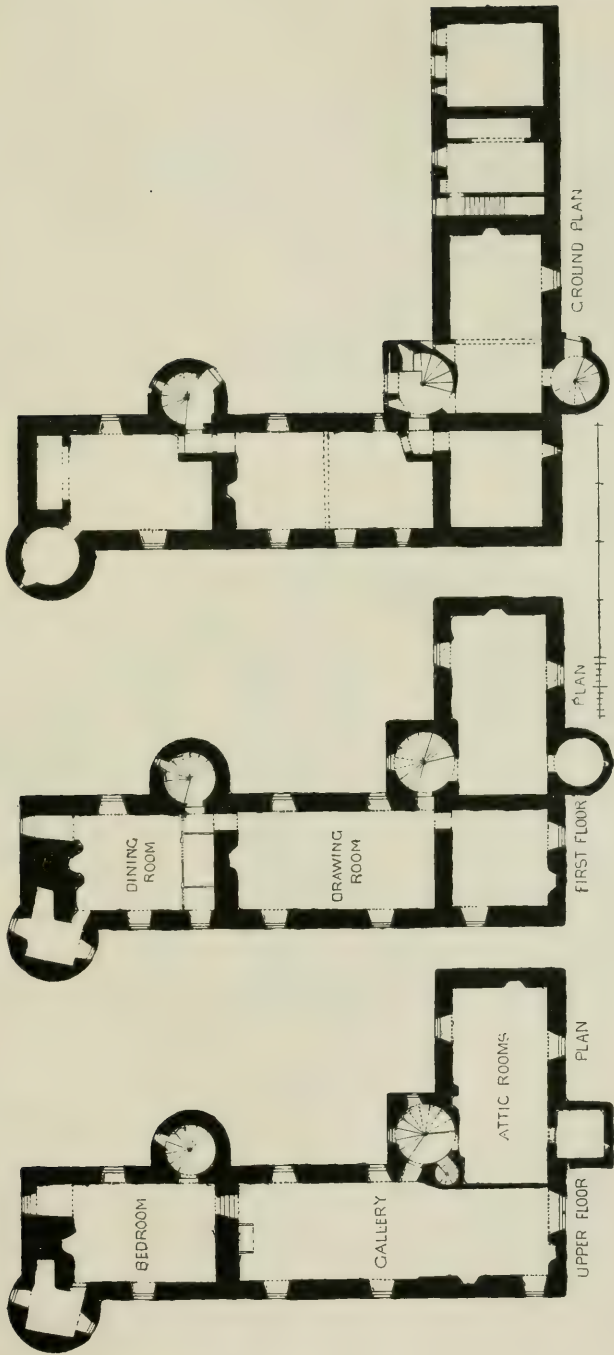 BEDROOM
GALLERY
ATTIC ROOMS
UPPER FLOOR PLAN
DINING
ROOM
DRAWING
ROOM
FIRST FLOOR PLAN
GROUND PLAN